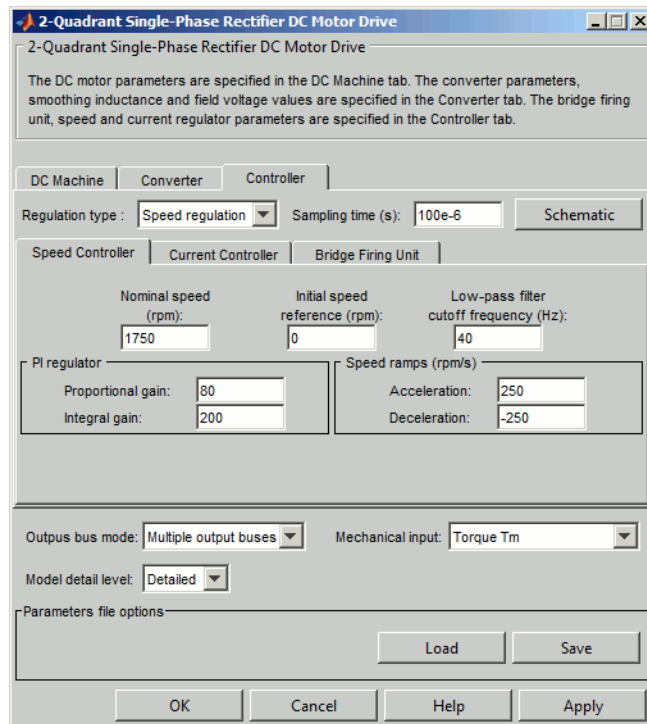 2-Quadrant Single-Phase Rectifier DC Motor Drive
2-Quadrant Single-Phase Rectifier DC Motor Drive
The DC motor parameters are specified in the DC Machine tab. The converter parameters,
smoothing inductance and field voltage values are specified in the Converter tab. The bridge firing
unit, speed and current regulator parameters are specified in the Controller tab.
DC Machine Converter Controller
Regulation type : Speed regulation Sampling time (s): 100e-6 Schematic
Speed Controller Current Controller Bridge Firing Unit
Nominal speed Initial speed Low-pass filter
(rpm): reference (rpm): cutoff frequency (Hz):
1750 0 40
PI regulator Speed ramps (rpm/s)
Proportional gain: 80 Acceleration: 250
Integral gain: 200 Deceleration: -250
Outpus bus mode: Multiple output buses Mechanical input: Torque Tm
Model detail level: Detailed
Parameters file options
Load Save
OK Cancel Help Apply